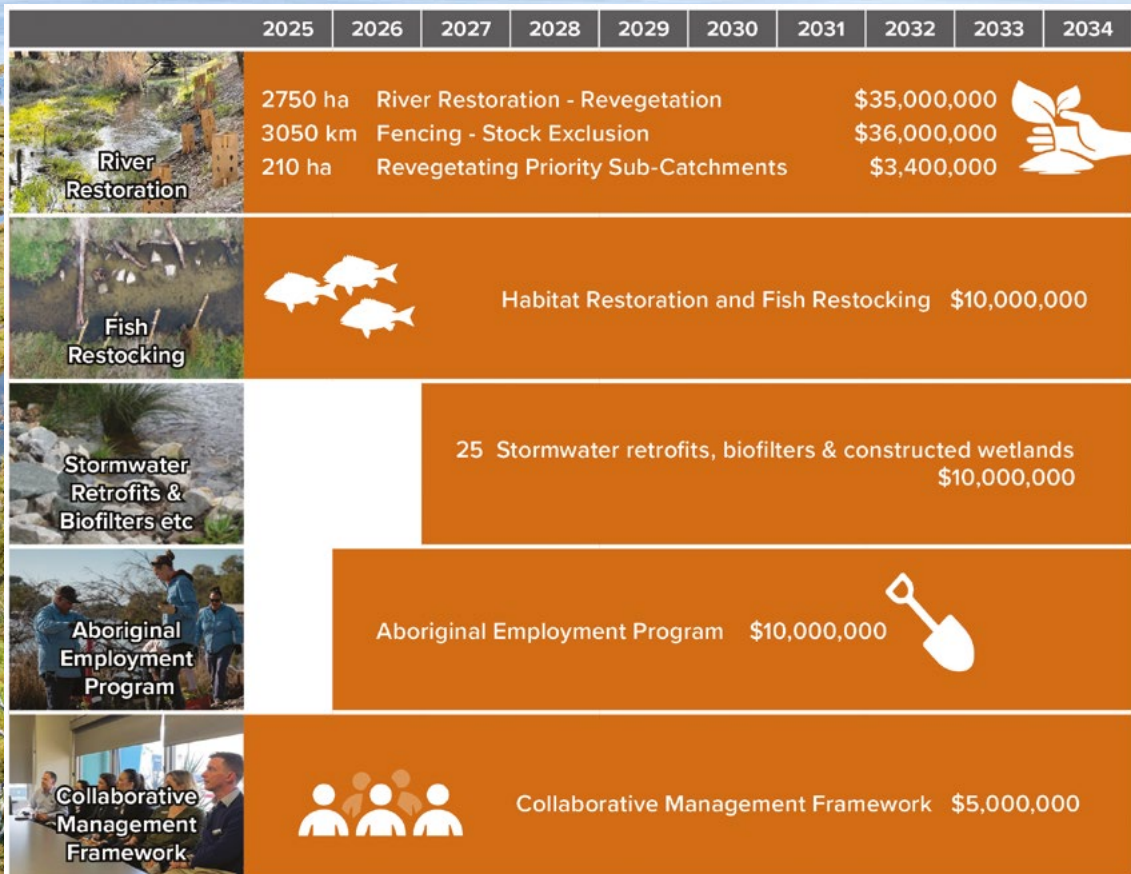 2025 2026 2027 2028 2029 2030 2031 2032 2033 2034
River
Restoration
2750 ha River Restoration - Revegetation $35,000,000
3050 km Fencing - Stock Exclusion $36,000,000
210 ha Revegetating Priority Sub-Catchments $3,400,000
Fish
Restocking
Habitat Restoration and Fish Restocking $10,000,000
Stormwater
Retrofits &
Biofilters etc
25 Stormwater retrofits, biofilters & constructed wetlands
$10,000,000
Aboriginal
Employment
Program
Aboriginal Employment Program $10,000,000
Collaborative
Management
Framework
Collaborative Management Framework $5,000,000